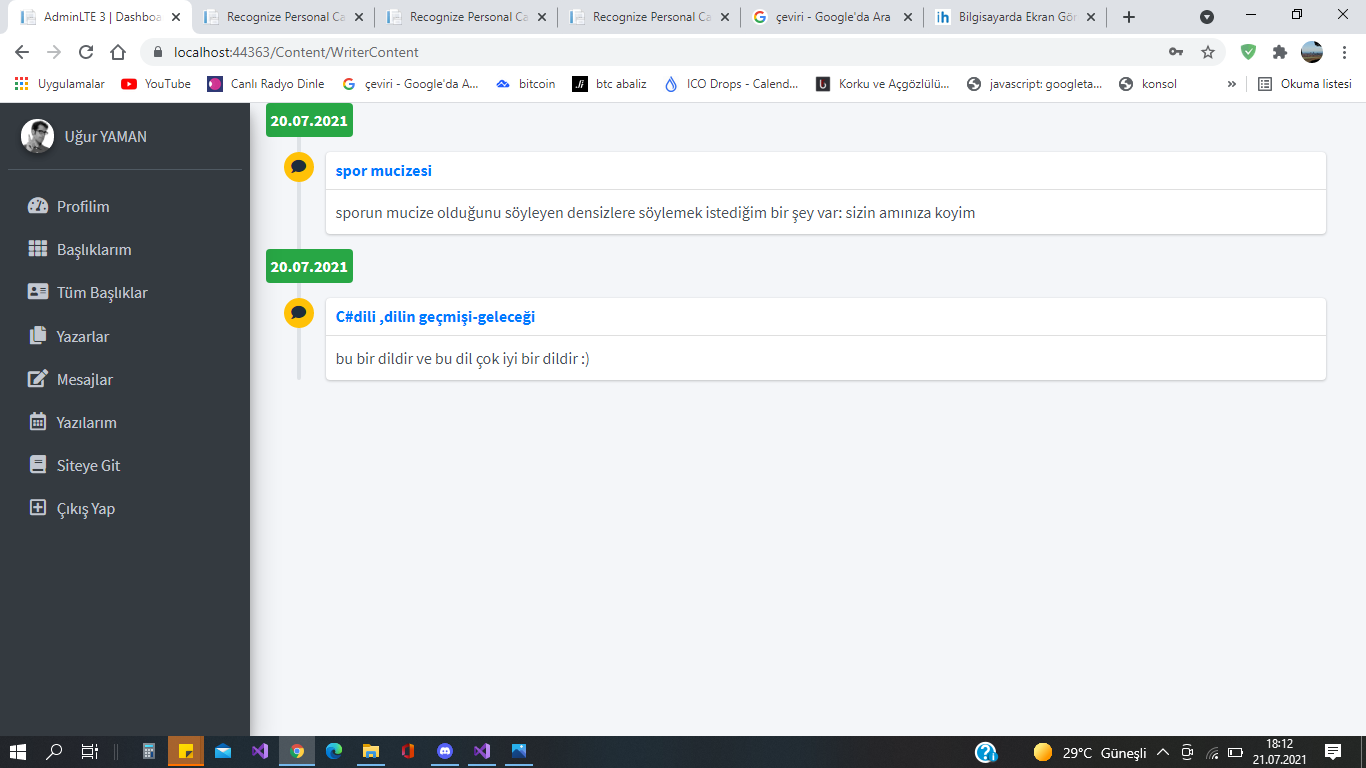 AdminLTE 3 | Dashboa
Recognize Personal Ca
Recognize Personal Ca
Recognize Personal Ca
çeviri - Google'da Ara
Bilgisayarda Ekran Gör
localhost:44363/Content/WriterContent
Uygulamalar
YouTube
Canlı Radyo Dinle
çeviri - Google'da A...
bitcoin
btc abaliz
ICO Drops - Calend...
Korku ve Açgözlülü...
javascript: googleta...
konsol
»
Okuma listesi
Uğur YAMAN
Profilim
Başlıklarım
Tüm Başlıklar
Yazarlar
Mesajlar
Yazılarım
Siteye Git
Çıkış Yap
20.07.2021
spor mucizesi
sporun mucize olduğunu söyleyen densizlere söylemek istediğim bir şey var: sizin amınıza koyim
20.07.2021
C#dili ,dilin geçmişi-geleceği
bu bir dildir ve bu dil çok iyi bir dildir :)
29°C Güneşli
18:12
21.07.2021